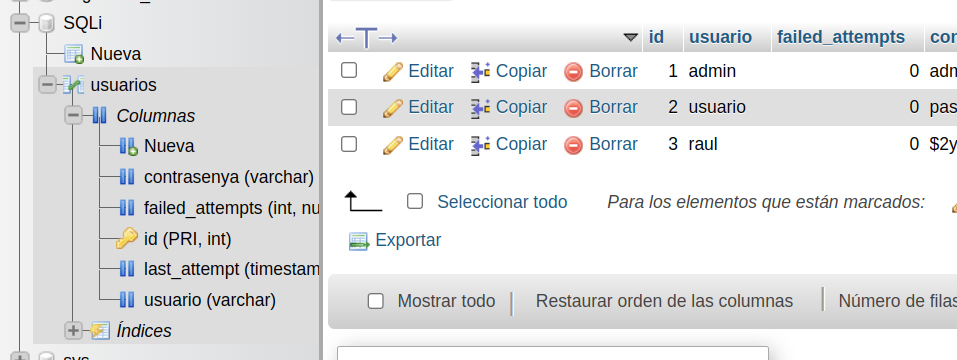 SQLi
Nueva
usuarios
Columnas
Nueva
contrasenya (varchar)
failed_attempts (int, nu
id (PRI, int)
last_attempt (timestam
usuario (varchar)
Índices
id usuario failed_attempts con
Editar Copiar Borrar 1 admin 0 adm
Editar Copiar Borrar 2 usuario 0 pas
Editar Copiar Borrar 3 raul 0 $2y
Seleccionar todo Para los elementos que están marcados:
Exportar
Mostrar todo Restaurar orden de las columnas Número de filas